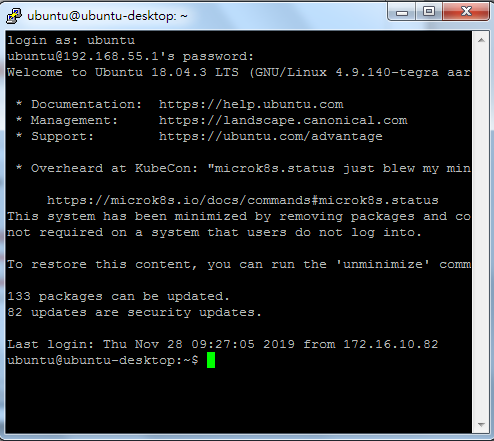 ubuntu@ubuntu-desktop: ~
login as: ubuntu
ubuntu@192.168.55.1's password:
Welcome to Ubuntu 18.04.3 LTS (GNU/Linux 4.9.140-tegra aar
* Documentation: https://help.ubuntu.com
* Management: https://landscape.canonical.com
* Support: https://ubuntu.com/advantage
* Overheard at KubeCon: "microk8s.status just blew my min
https://microk8s.io/docs/commands#microk8s.status
This system has been minimized by removing packages and co
not required on a system that users do not log into.
To restore this content, you can run the 'unminimize' comm
133 packages can be updated.
82 updates are security updates.
Last login: Thu Nov 28 09:27:05 2019 from 172.16.10.82
ubuntu@ubuntu-desktop:~$